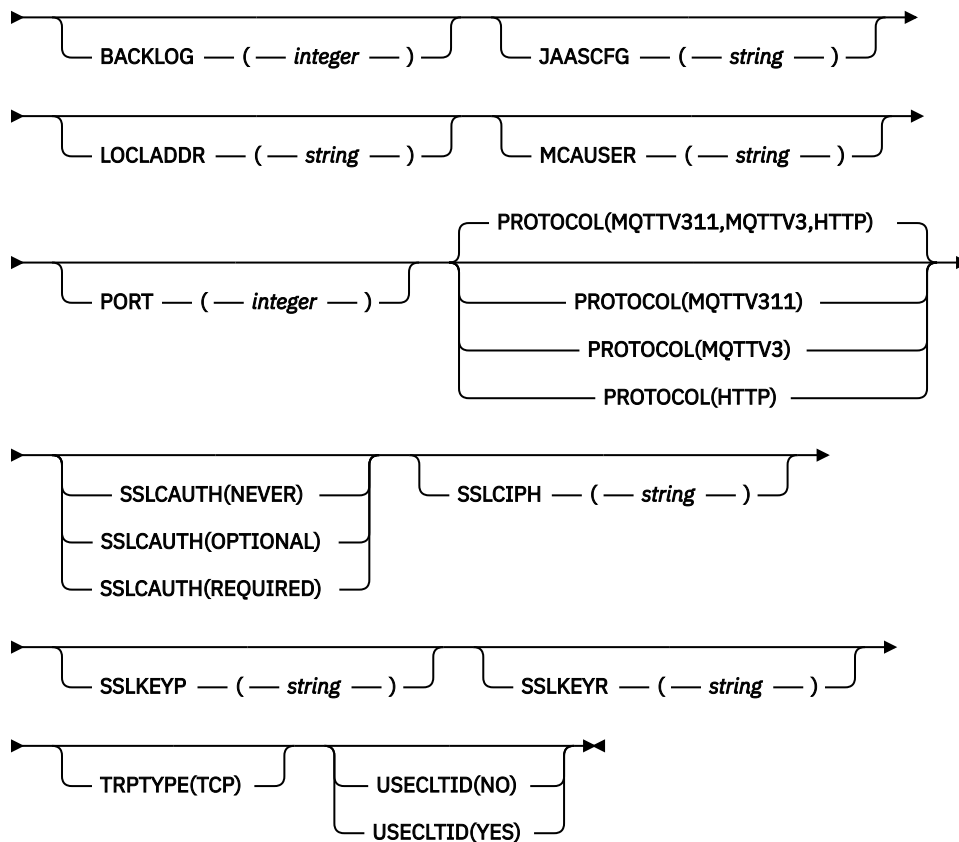 BACKLOG ( integer ) JAASCFG ( string )
LOCLADDR ( string ) MCAUSER ( string )
PROTOCOL(MQTTV311,MQTTV3,HTTP)
PORT ( integer ) PROTOCOL(MQTTV311)
PROTOCOL(MQTTV3)
PROTOCOL(HTTP)
SSLCAUTH(NEVER) SSLCIPH ( string )
SSLCAUTH(OPTIONAL)
SSLCAUTH(REQUIRED)
SSLKEYP ( string ) SSLKEYR ( string )
TRPTYPE(TCP) USECLTID(NO)
USECLTID(YES)